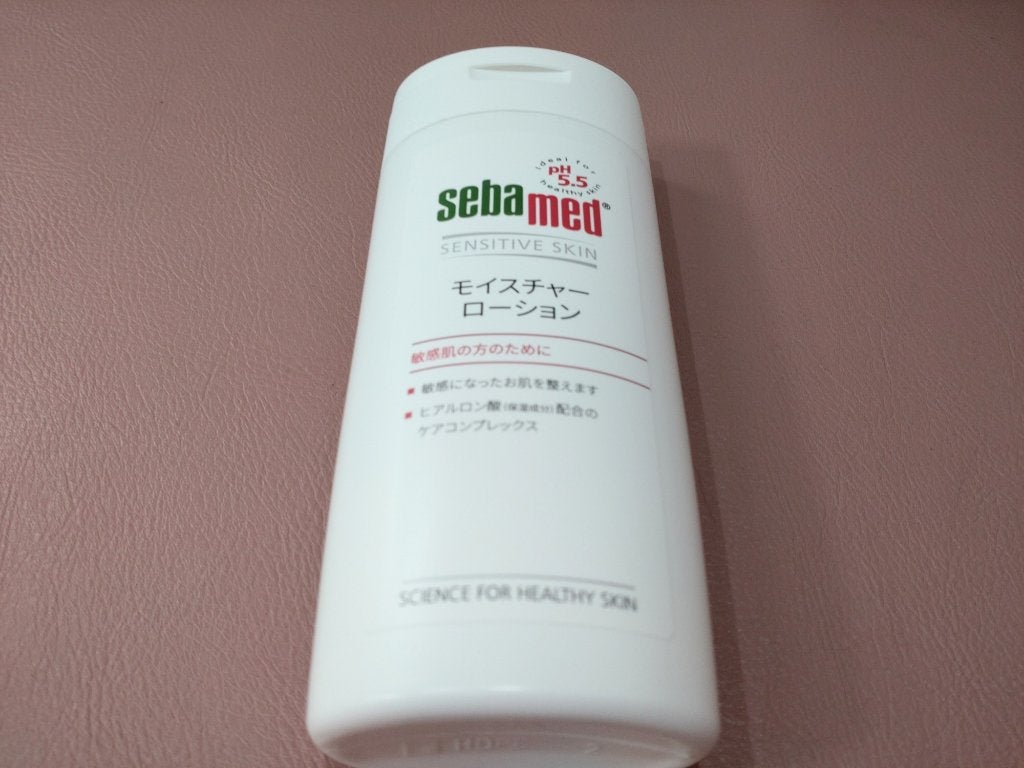 ideal for
pH
5.5
healthy skin
sebamed®
SENSITIVE SKIN
モイスチャー
ローション
敏感肌の方のために
■ 敏感になったお肌を整えます
■ ヒアルロン酸(保湿成分)配合の
ケアコンプレックス
SCIENCE FOR HEALTHY SKIN